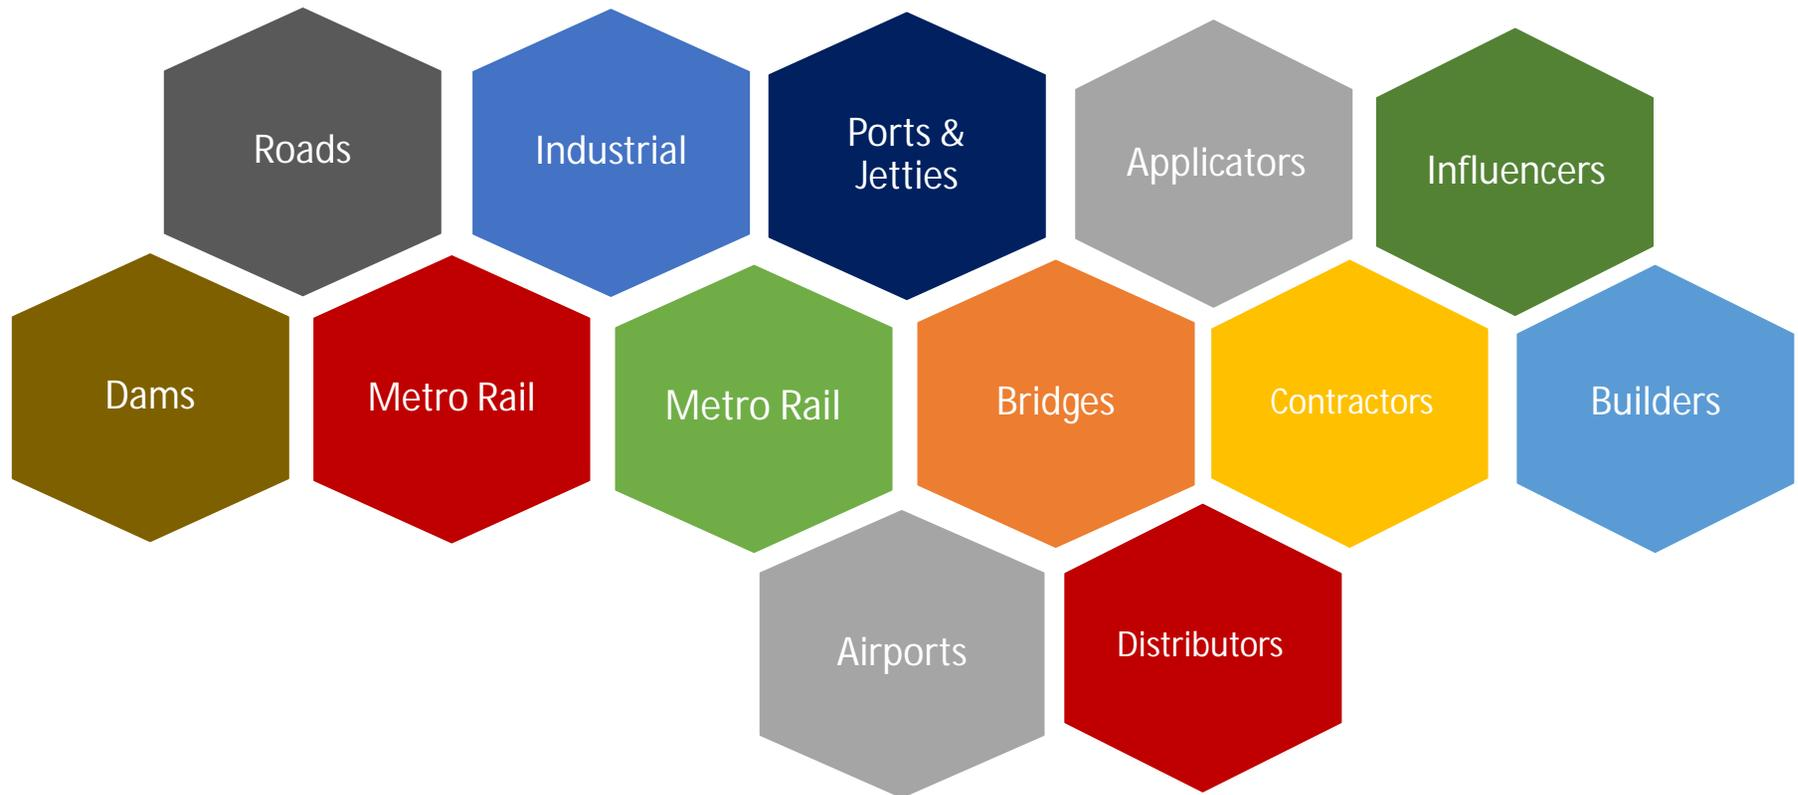 Roads
Industrial
Ports &
Jetties
Applicators
Influencers
Dams
Metro Rail
Metro Rail
Bridges
Contractors
Builders
Airports
Distributors